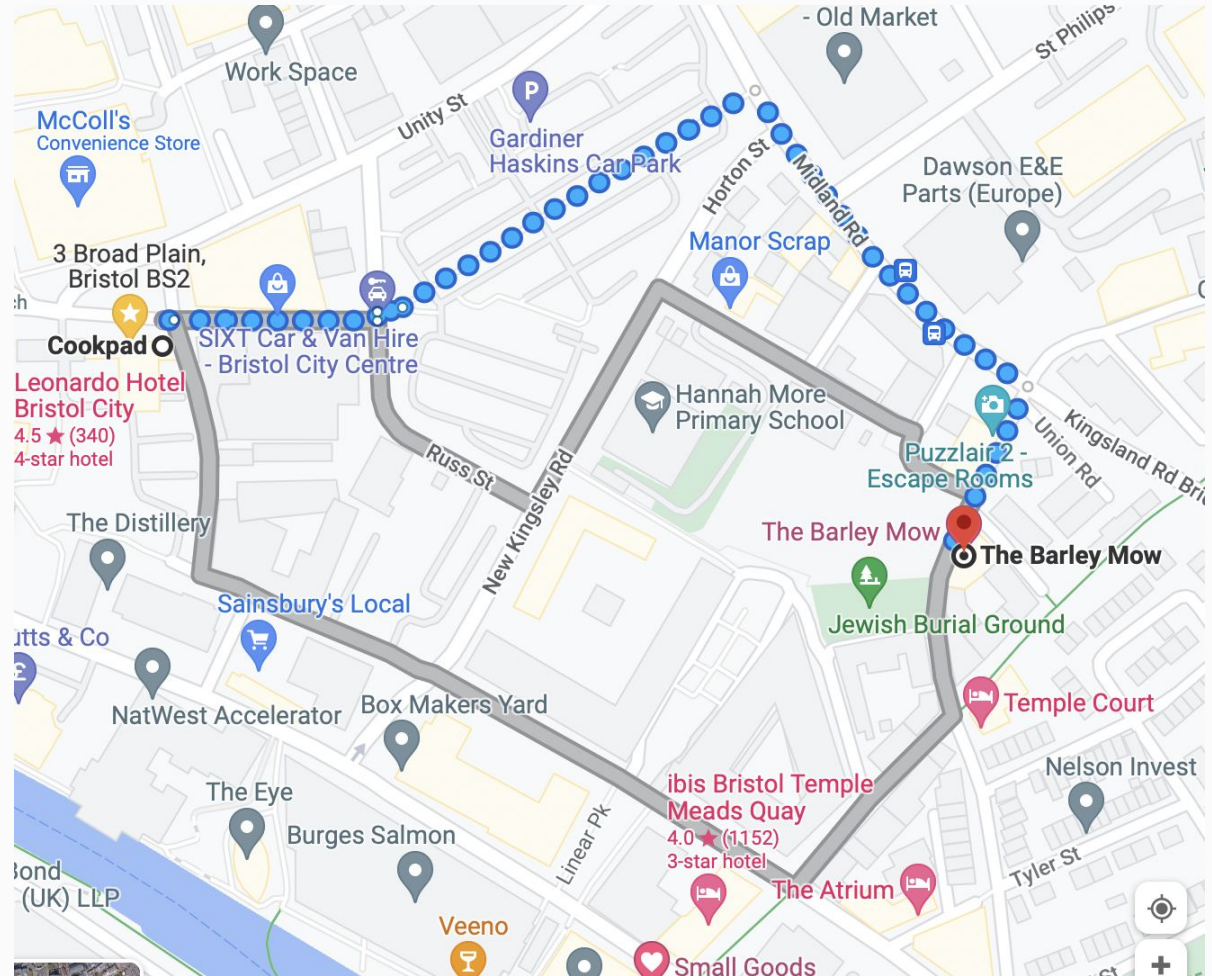 - Old Market
St Philips
Work Space
Unity St
P
McColl's
Convenience Store
Gardiner
Haskins Car Park
Horton St
Midland Rd
Dawson E&E
Parts (Europe)
3 Broad Plain,
Bristol BS2
Manor Scrap
Cookpad
SIXT Car & Van Hire
- Bristol City Centre
Leonardo Hotel
Bristol City
4.5 ★ (340)
4-star hotel
Hannah More
Primary School
Russ St
New Kingsley Rd
Puzzlair 2 -
Escape Rooms
Union Rd
Kingsland Rd Bri
The Distillery
The Barley Mow
The Barley Mow
Sainsbury's Local
Jewish Burial Ground
utts & Co
£
NatWest Accelerator
Box Makers Yard
Temple Court
The Eye
ibis Bristol Temple
Meads Quay
4.0 ★ (1152)
3-star hotel
Nelson Invest
Burges Salmon
Linear Pk
Tyler St
Bond
(UK) LLP
The Atrium
Veeno
Small Goods